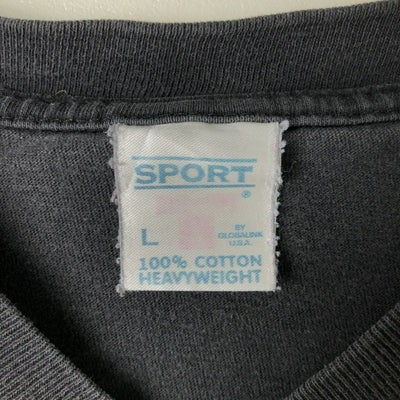 SPORT
®
L
BY
GLOBALINK
U.S.A.
100% COTTON
HEAVYWEIGHT